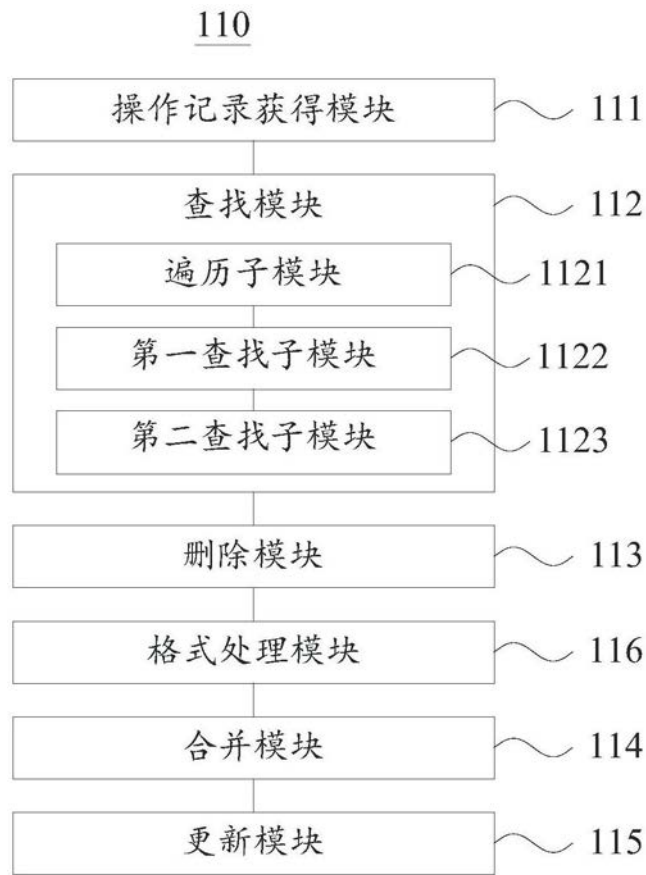 110
操作记录获得模块 111
查找模块 112
遍历子模块 1121
第一查找子模块 1122
第二查找子模块 1123
删除模块 113
格式处理模块 116
合并模块 114
更新模块 115